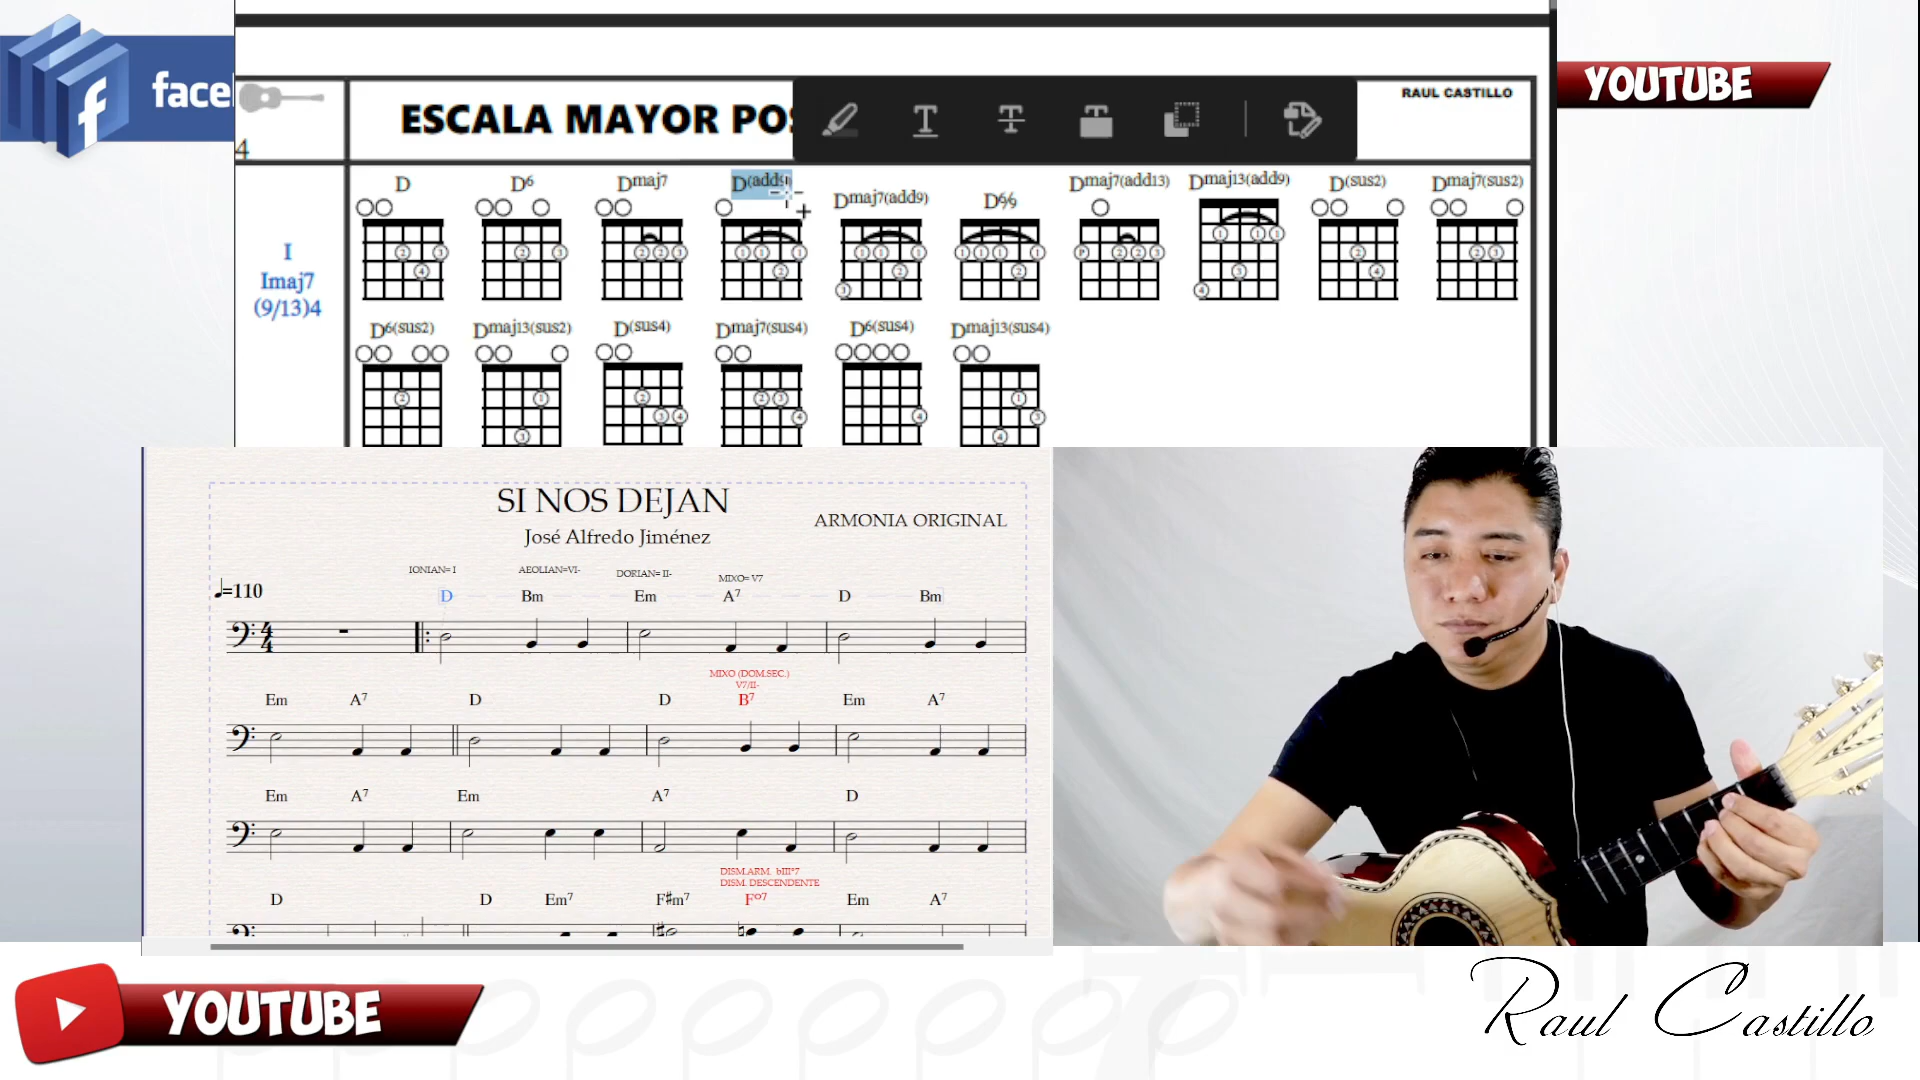 face
YOUTUBE
RAUL CASTILLO
ESCALA MAYOR POS
4
D D6 Dmaj7 D(add9) Dmaj7(add9) D6⁄9 Dmaj7(add13) Dmaj13(add9) D(sus2) Dmaj7(sus2)
I
Imaj7
(9/13)4
D6(sus2) Dmaj13(sus2) D(sus4) Dmaj7(sus4) D6(sus4) Dmaj13(sus4)
SI NOS DEJAN
ARMONIA ORIGINAL
José Alfredo Jiménez
IONIAN= I AEOLIAN=VI- DORIAN= II- MIXO= V7
♩=110
D Bm Em A7 D Bm
MIXO (DOM.SEC.)
V7/II-
Em A7 D D B7 Em A7
Em A7 Em A7 D
DISM.ARM. bIIIº7
DISM. DESCENDENTE
D D Em7 F#m7 Fº7 Em A7
YOUTUBE
Raul Castillo